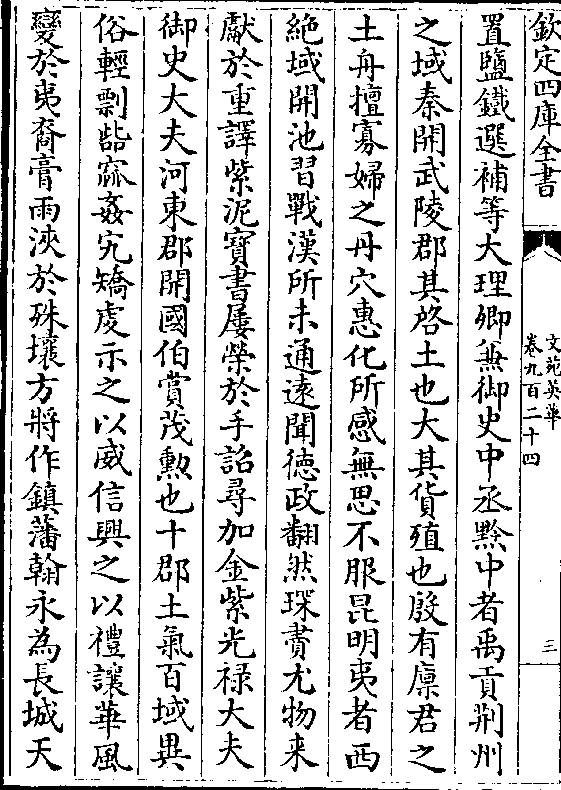 欽定四庫全書
文苑英華
卷九百二十四
三
置鹽鐵選補等大理卿兼御史中丞黔中者禹貢荆州
之域秦開武陵郡其啓土也大其貨殖也殷有廩君之
土舟擅寡婦之丹穴惠化所感無思不服昆明夷者西
絶域開池習戰漢所未通逺聞徳政翻然琛賮尤物来
獻於重譯紫泥寳書屢榮於手詔尋加金紫光禄大夫
御史大夫河東郡開國伯賞茂勲也十郡土氣百域異
俗輕剽呰窳姦宄矯虔示之以威信興之以禮讓華風
變於夷裔膏雨浹於殊壤方將作鎮藩翰永為長城天